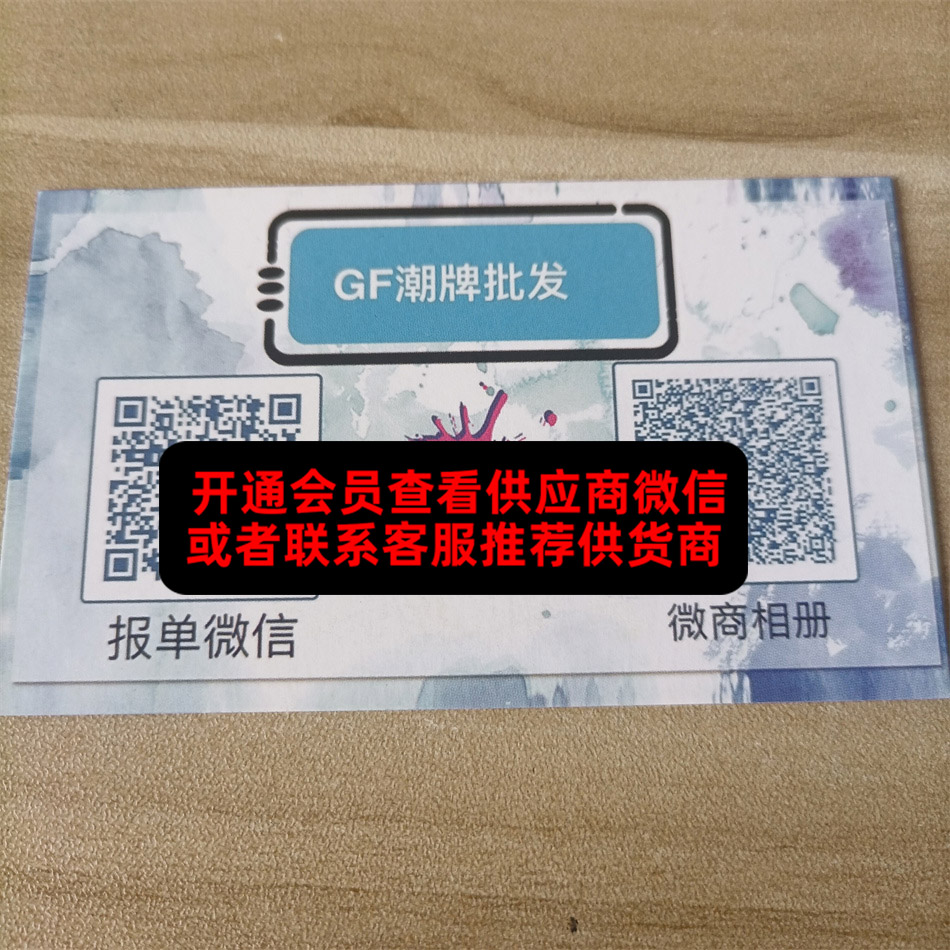 GF潮牌批发
开通会员查看供应商微信
或者联系客服推荐供货商
报单微信
微商相册